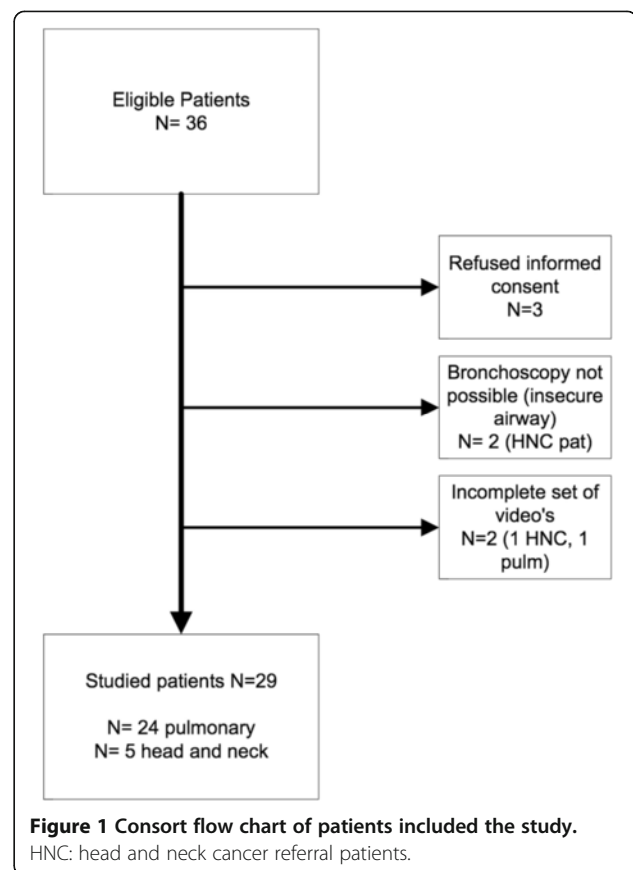 Eligible Patients
N= 36
Refused informed
consent
N=3
Bronchoscopy not
possible (insecure
airway)
N= 2 (HNC pat)
Incomplete set of
video's
N=2 (1 HNC, 1
pulm)
Studied patients N=29
N= 24 pulmonary
N= 5 head and neck
Figure 1 Consort flow chart of patients included the study.
HNC: head and neck cancer referral patients.